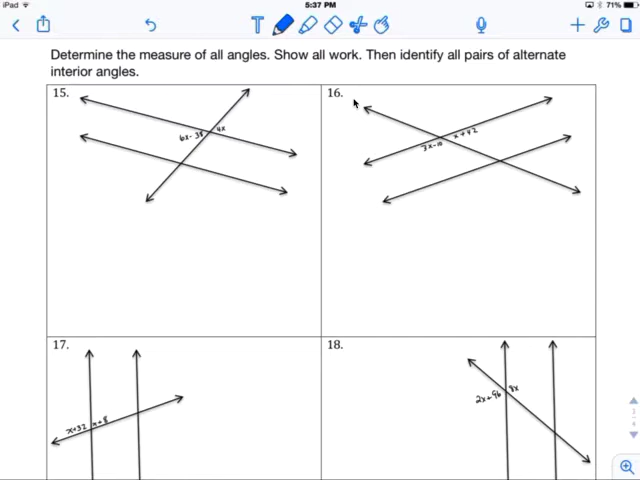 iPad
5:37 PM
71%
T
Determine the measure of all angles. Show all work. Then identify all pairs of alternate
interior angles.
15.
6x-38
4x
16.
3x-10
x+42
17.
x+32
x+8
18.
2x+96
8x